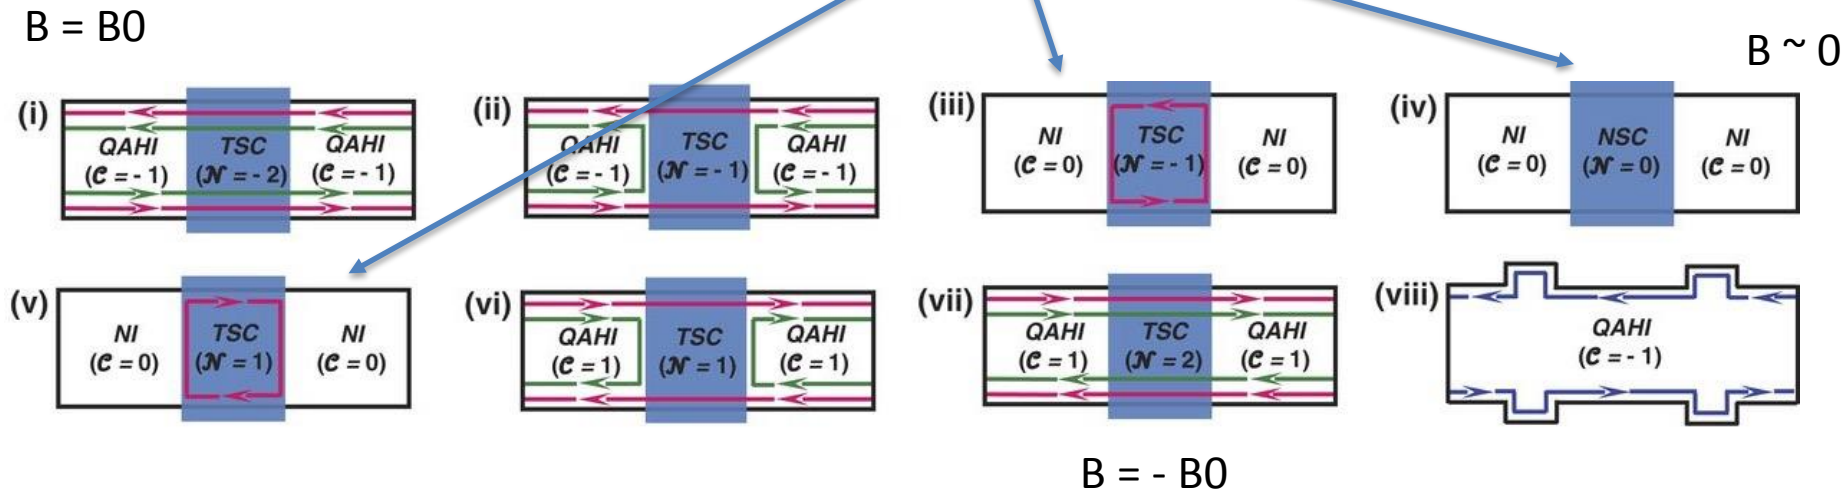 B = B0
B ~ 0
(i)
QAHI
(C = - 1)
TSC
(N = - 2)
QAHI
(C = - 1)
(ii)
QAHI
(C = - 1)
TSC
(N = - 1)
QAHI
(C = - 1)
(iii)
NI
(C = 0)
TSC
(N = - 1)
NI
(C = 0)
(iv)
NI
(C = 0)
NSC
(N = 0)
NI
(C = 0)
(v)
NI
(C = 0)
TSC
(N = 1)
NI
(C = 0)
(vi)
QAHI
(C = 1)
TSC
(N = 1)
QAHI
(C = 1)
(vii)
QAHI
(C = 1)
TSC
(N = 2)
QAHI
(C = 1)
(viii)
QAHI
(C = - 1)
B = - B0